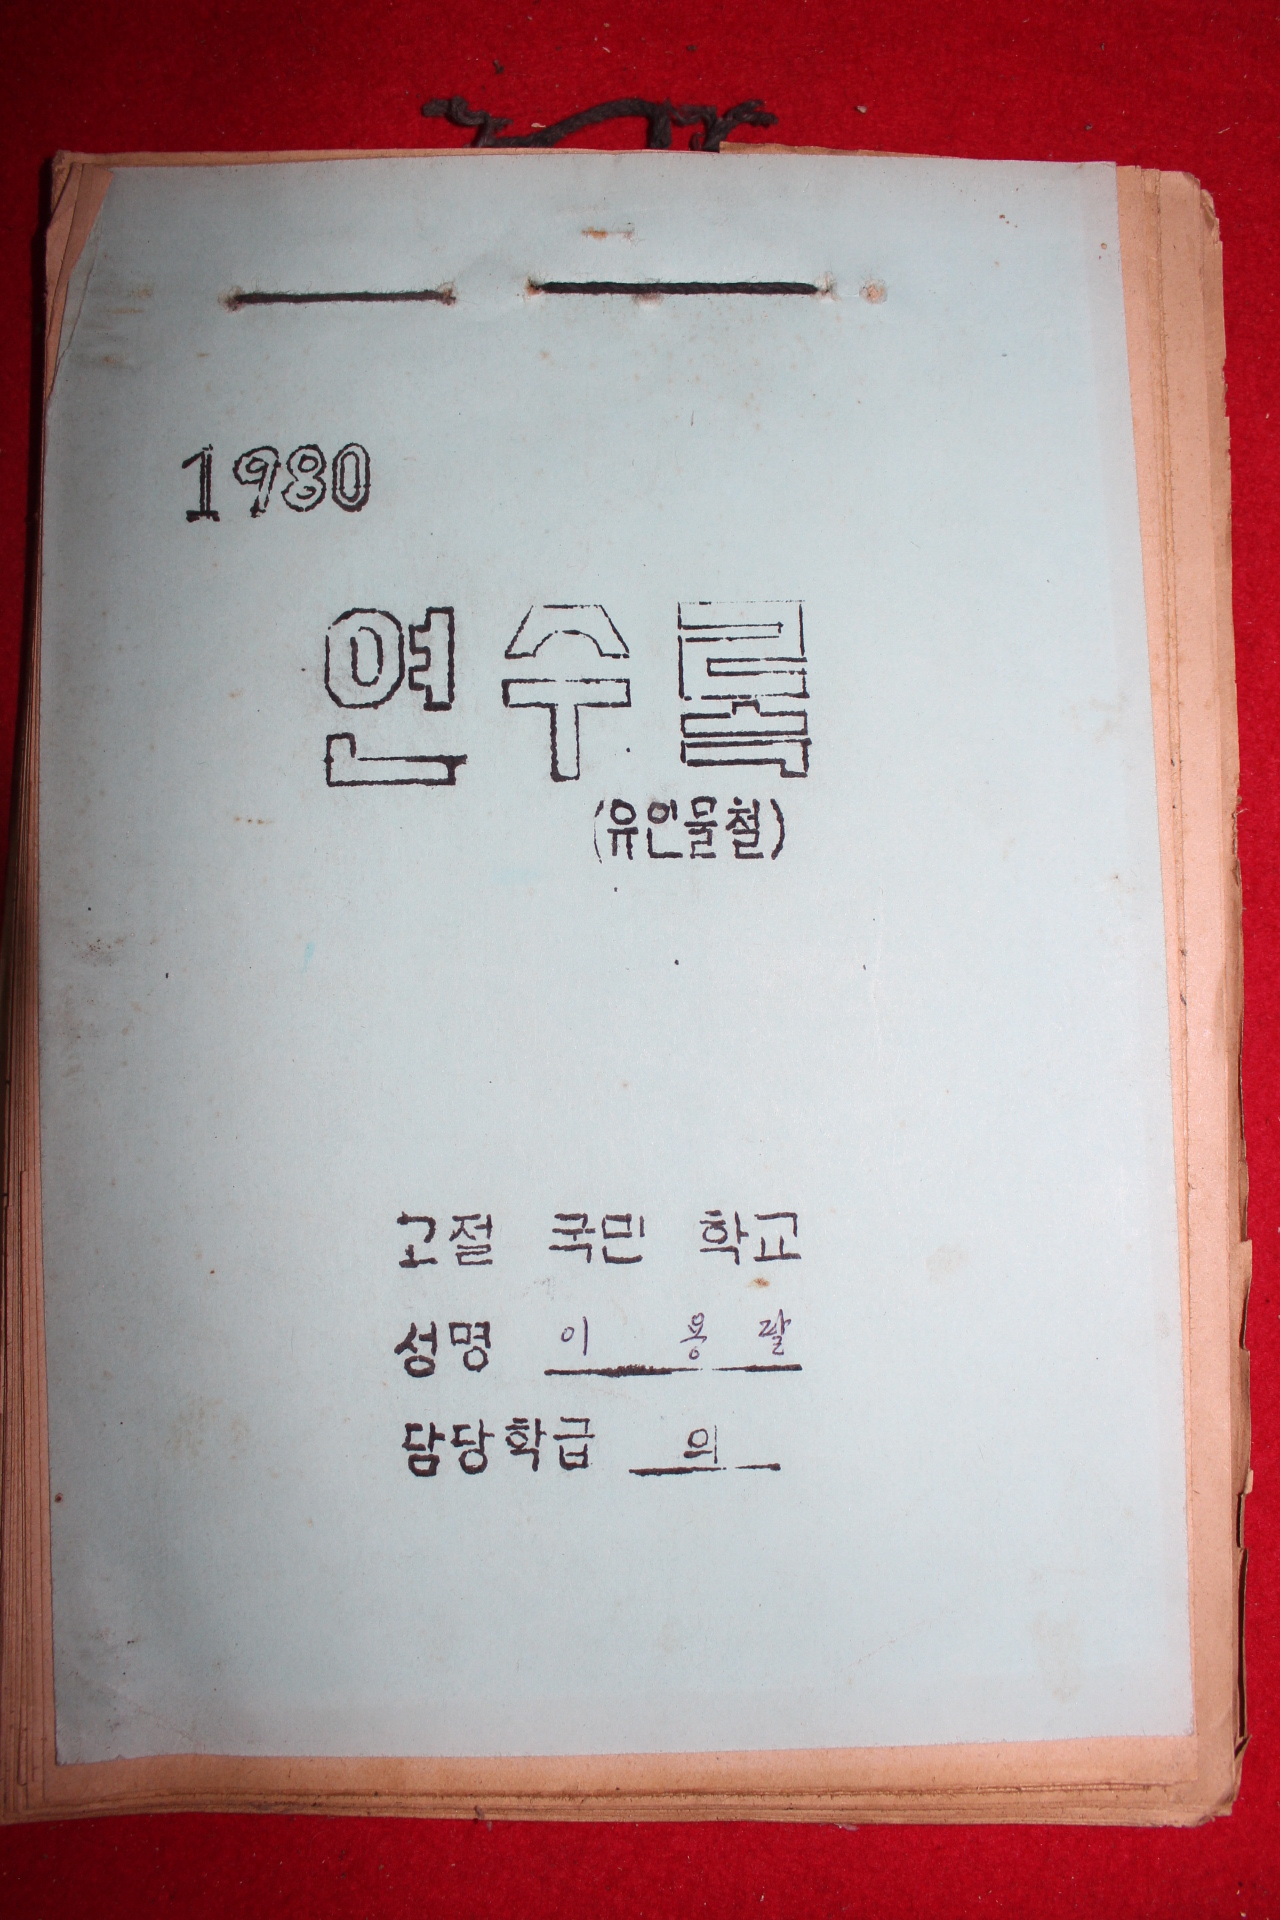 1980
연수록
(유인물철)
고절 국민 학교
성명 이 용 팔
담당학급 의